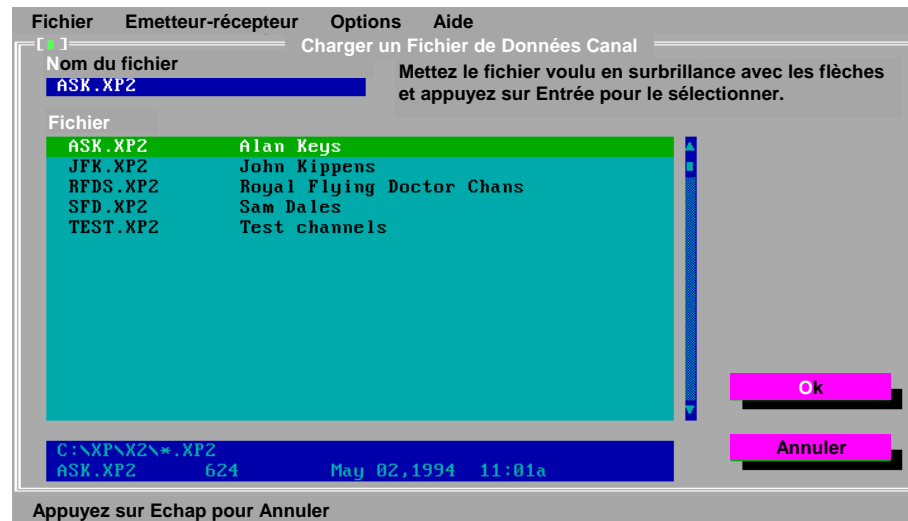 Fichier Emetteur-récepteur Options Aide
Charger un Fichier de Données Canal
Nom du fichier
ASK.XP2
Mettez le fichier voulu en surbrillance avec les flèches
et appuyez sur Entrée pour le sélectionner.
Fichier
ASK.XP2 Alan Keys
JFK.XP2 John Kippens
RFDS.XP2 Royal Flying Doctor Chans
SFD.XP2 Sam Dales
TEST.XP2 Test channels
Ok
Annuler
C:\XP\X2\*.XP2
ASK.XP2 624 May 02,1994 11:01a
Appuyez sur Echap pour Annuler